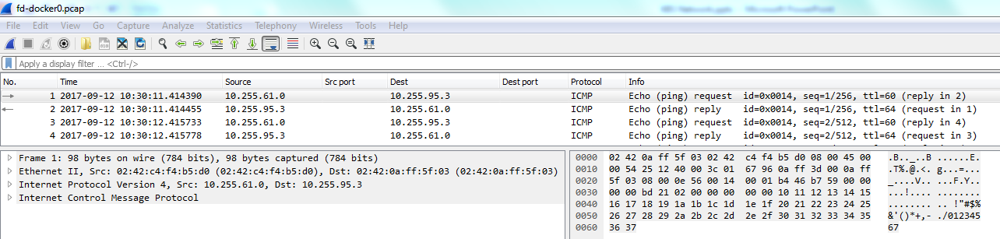 fd-docker0.pcap
File Edit View Go Capture Analyze Statistics Telephony Wireless Tools Help
Apply a display filter ... <Ctrl-/>
No. Time Source Src port Dest Dest port Protocol Info
1 2017-09-12 10:30:11.414390 10.255.61.0 10.255.95.3 ICMP Echo (ping) request id=0x0014, seq=1/256, ttl=60 (reply in 2)
2 2017-09-12 10:30:11.414455 10.255.95.3 10.255.61.0 ICMP Echo (ping) reply id=0x0014, seq=1/256, ttl=64 (request in 1)
3 2017-09-12 10:30:12.415733 10.255.61.0 10.255.95.3 ICMP Echo (ping) request id=0x0014, seq=2/512, ttl=60 (reply in 4)
4 2017-09-12 10:30:12.415778 10.255.95.3 10.255.61.0 ICMP Echo (ping) reply id=0x0014, seq=2/512, ttl=64 (request in 3)
Frame 1: 98 bytes on wire (784 bits), 98 bytes captured (784 bits)
Ethernet II, Src: 02:42:c4:f4:b5:d0 (02:42:c4:f4:b5:d0), Dst: 02:42:0a:ff:5f:03 (02:42:0a:ff:5f:03)
Internet Protocol Version 4, Src: 10.255.61.0, Dst: 10.255.95.3
Internet Control Message Protocol
0000 02 42 0a ff 5f 03 02 42 c4 f4 b5 d0 08 00 45 00 .B.._..B ......E.
0010 00 54 25 12 40 00 3c 01 67 96 0a ff 3d 00 0a ff .T%.@.<. g...=...
0020 5f 03 08 00 0e 56 00 14 00 01 b4 46 b7 59 00 00 _....V.. ...F.Y..
0030 00 00 bd 21 02 00 00 00 00 00 10 11 12 13 14 15 ...!.... ........
0040 16 17 18 19 1a 1b 1c 1d 1e 1f 20 21 22 23 24 25 ........ .. !"#$%
0050 26 27 28 29 2a 2b 2c 2d 2e 2f 30 31 32 33 34 35 &'()*+,- ./012345
0060 36 37 67